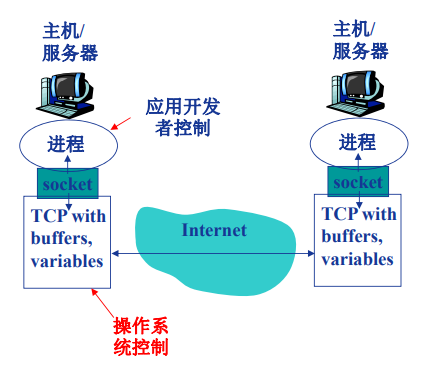 主机/
服务器
主机/
服务器
应用开发
者控制
进程
进程
socket
socket
TCP with
buffers,
variables
Internet
TCP with
buffers,
variables
操作系
统控制